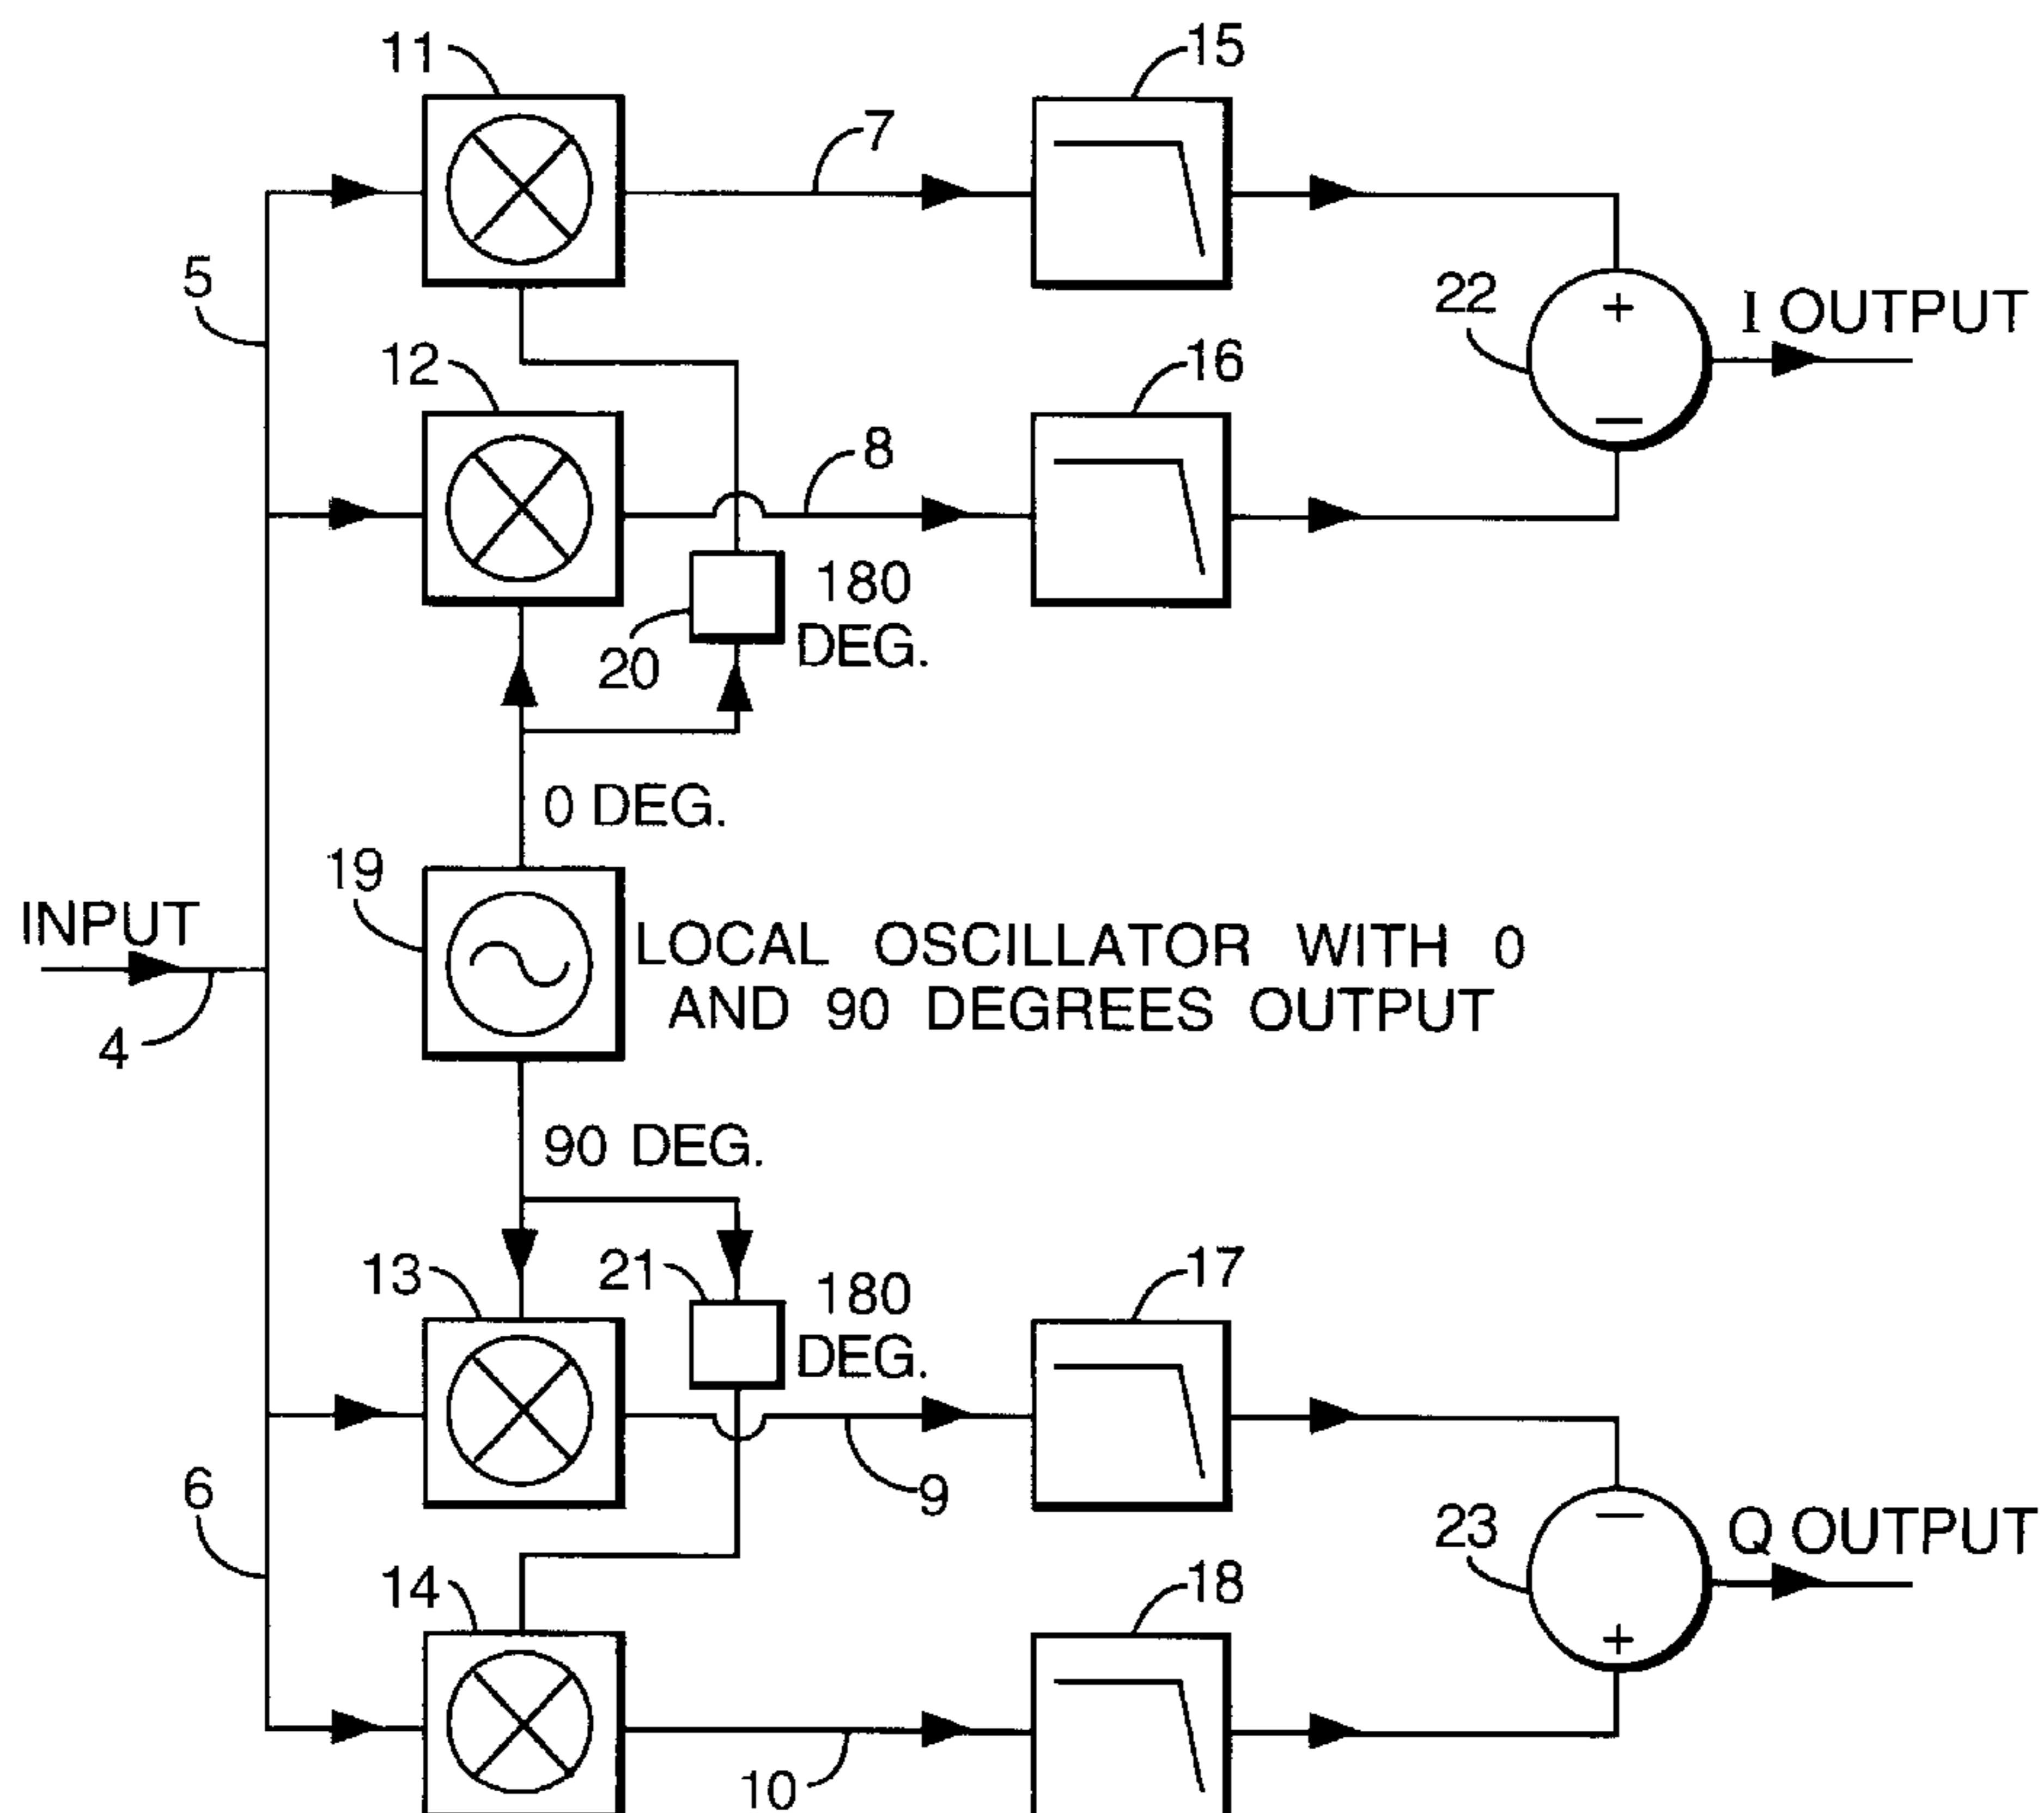 11
15
7
5
22
+
I OUTPUT
12
16
8
—
180
DEG.
20
0 DEG.
19
INPUT
LOCAL OSCILLATOR WITH 0
AND 90 DEGREES OUTPUT
4
90 DEG.
13
21
180
DEG.
17
6
9
23
—
Q OUTPUT
14
18
+
10